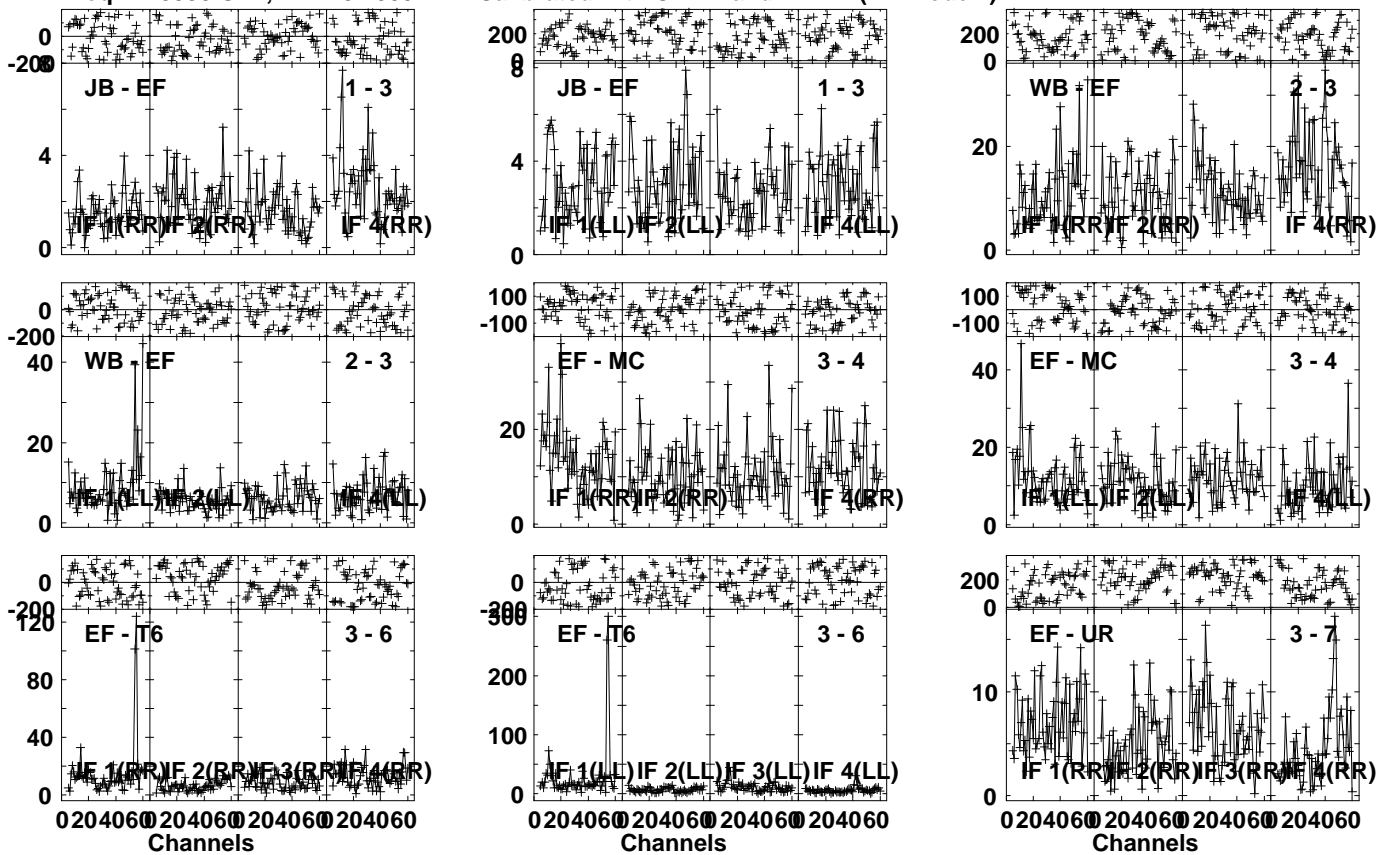 0
-200
8
4
0
JB - EF 1 - 3
IF 1(RR) IF 2(RR) IF 4(RR)
200
0
8
4
0
JB - EF 1 - 3
IF 1(LL) IF 2(LL) IF 4(LL)
200
0
20
0
WB - EF 2 - 3
IF 1(RR) IF 2(RR) IF 4(RR)
0
-200
40
20
0
WB - EF 2 - 3
IF 1(LL) IF 2(LL) IF 4(LL)
100
-100
20
0
EF - MC 3 - 4
IF 1(RR) IF 2(RR) IF 4(RR)
100
-100
40
20
0
EF - MC 3 - 4
IF 1(LL) IF 2(LL) IF 4(LL)
0
-200
120
80
40
0
EF - T6 3 - 6
IF 1(RR) IF 2(RR) IF 3(RR) IF 4(RR)
0 20 40 60 0 20 40 60 0 20 40 60 0 20 40 60
Channels
0
-200
300
200
100
0
EF - T6 3 - 6
IF 1(LL) IF 2(LL) IF 3(LL) IF 4(LL)
0 20 40 60 0 20 40 60 0 20 40 60 0 20 40 60
Channels
200
0
10
0
EF - UR 3 - 7
IF 1(RR) IF 2(RR) IF 3(RR) IF 4(RR)
0 20 40 60 0 20 40 60 0 20 40 60 0 20 40 60
Channels